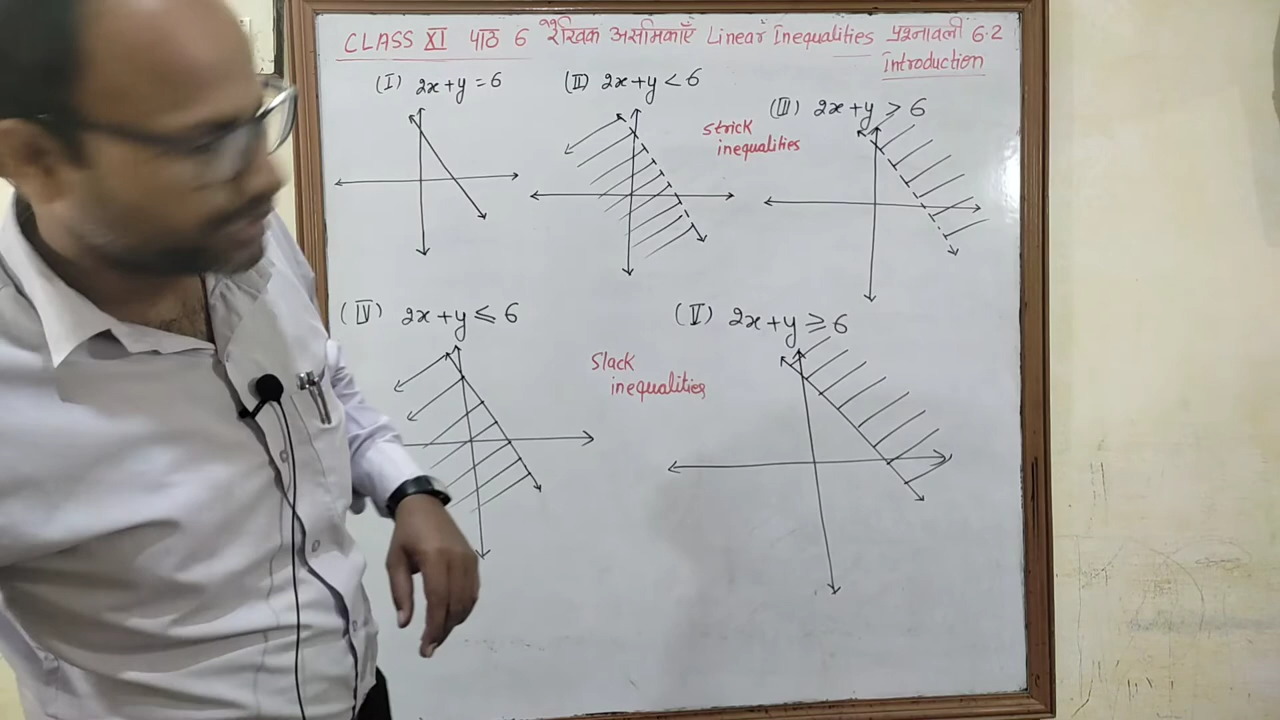 CLASS XI पाठ 6 रैखिक असमिकाएँ Linear Inequalities प्रश्नावली 6.2
Introduction
(I) 2x+y=6
(II) 2x+y<6
(III) 2x+y>6
strick
inequalities
(IV) 2x+y≤6
(V) 2x+y≥6
Slack
inequalities